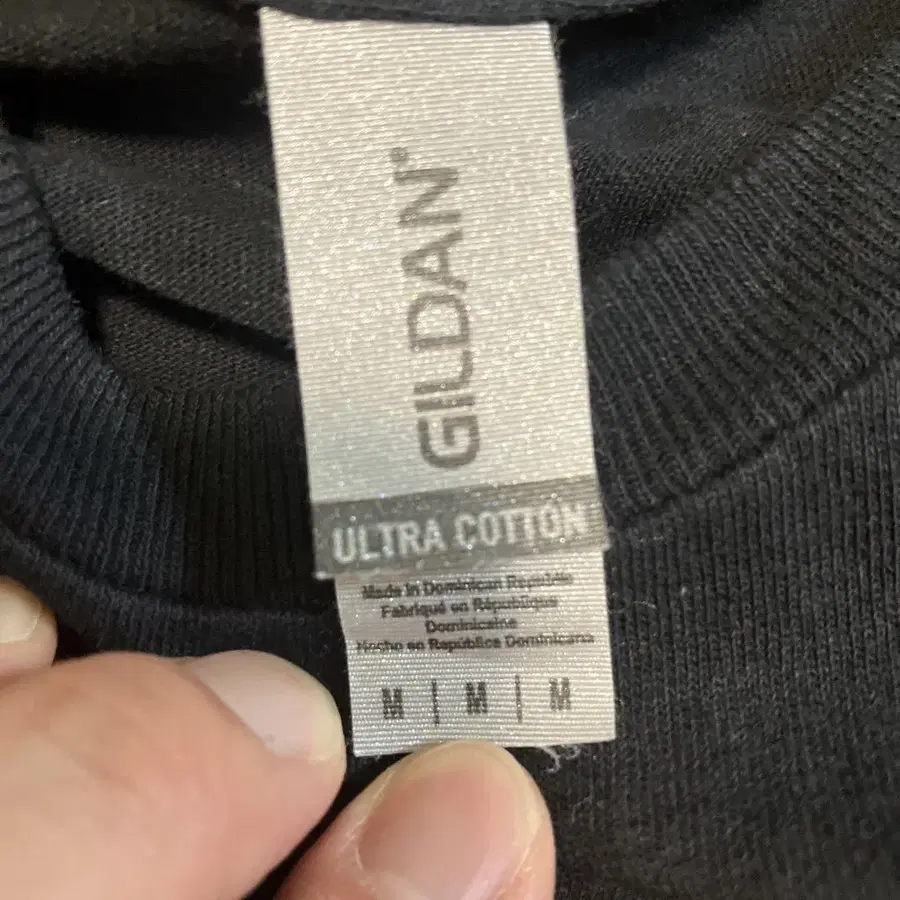 GILDAN®
ULTRA COTTON
Made in Dominican Republic
Fabriqué en République
Dominicaine
Hecho en República Dominicana
M | M | M